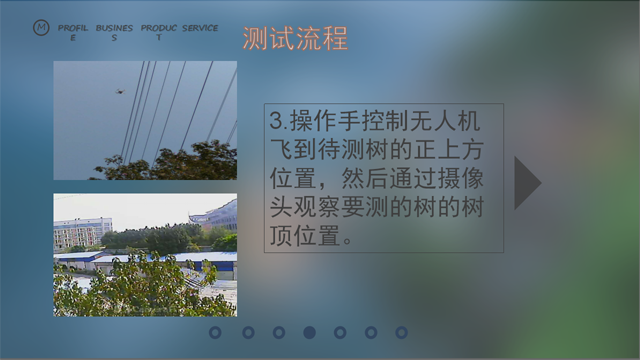 M
PROFILE BUSINESS PRODUCT SERVICE
测试流程
3.操作手控制无人机
飞到待测树的正上方
位置，然后通过摄像
头观察要测的树的树
顶位置。